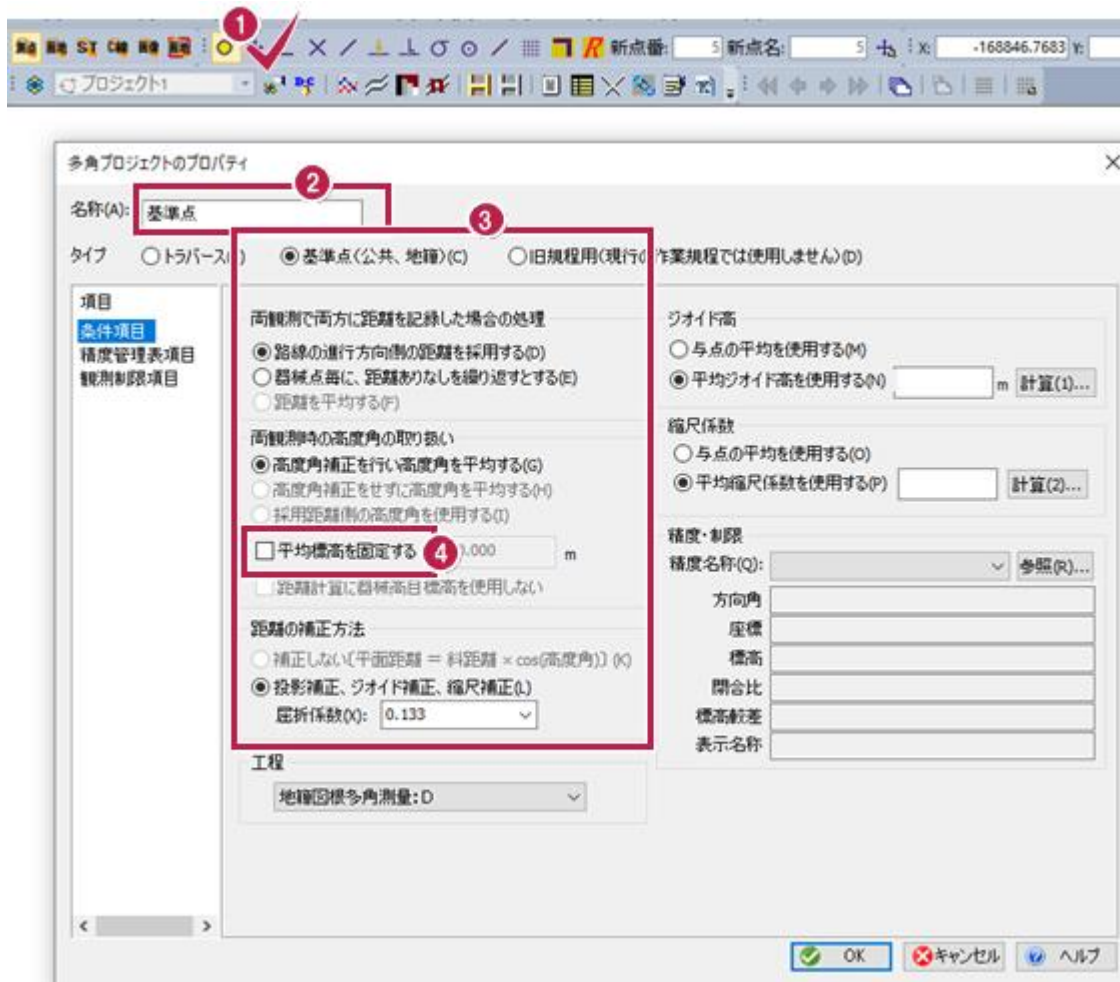 1
ST
新点番: 5 新点名: 5 X: -168846.7683 Y:
プロジェクト1
多角プロジェクトのプロパティ
2
名称(A): 基準点
3
タイプ トラバース( ) 基準点(公共、地籍)(C) 旧規程用(現行の作業規程では使用しません)(D)
項目
条件項目
精度管理表項目
観測制限項目
両観測で両方に距離を記録した場合の処理
路線の進行方向側の距離を採用する(D)
器械点毎に、距離ありなしを繰り返すとする(E)
距離を平均する(F)
両観測時の高度角の取り扱い
高度角補正を行い高度角を平均する(G)
高度角補正をせずに高度角を平均する(H)
採用距離側の高度角を使用する(I)
平均標高を固定する 4 .000 m
距離計算に器械高目標高を使用しない
距離の補正方法
補正しない〔平面距離 = 斜距離 × cos(高度角)〕(K)
投影補正、ジオイド補正、縮尺補正(L)
屈折係数(X): 0.133
工程
地籍図根多角測量:D
ジオイド高
与点の平均を使用する(M)
平均ジオイド高を使用する(N) m 計算(1)...
縮尺係数
与点の平均を使用する(O)
平均縮尺係数を使用する(P) 計算(2)...
精度・制限
精度名称(Q): 参照(R)...
方向角
座標
標高
閉合比
標高較差
表示名称
OK キャンセル ヘルプ